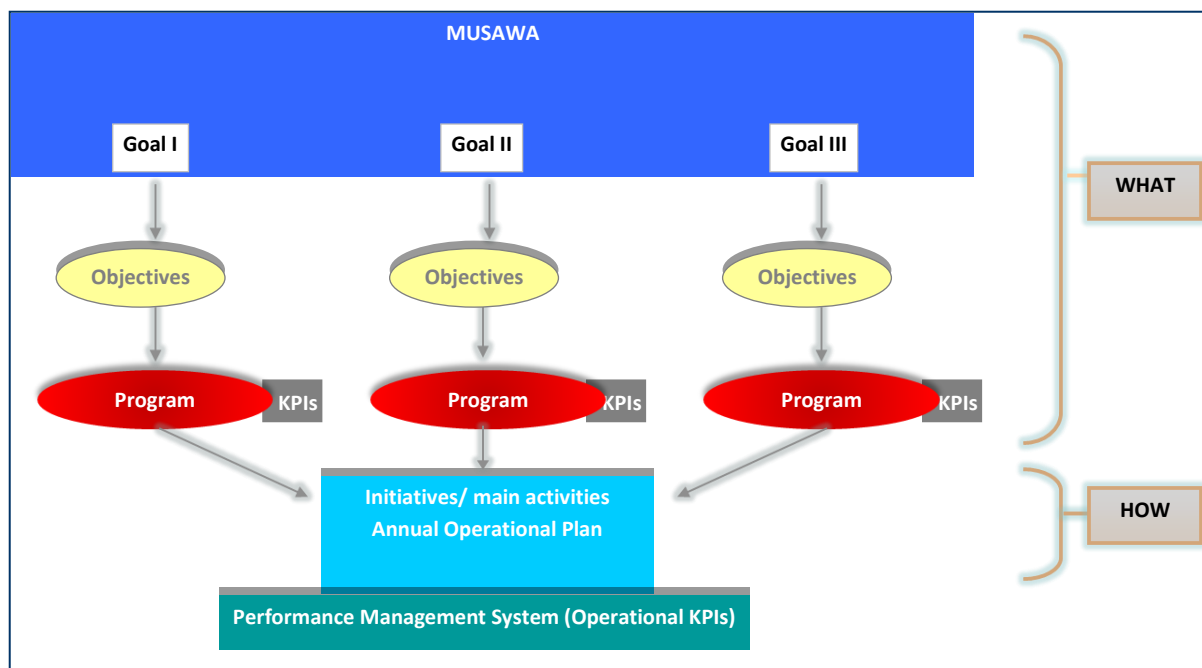 MUSAWA
Goal I
Goal II
Goal III
WHAT
Objectives
Objectives
Objectives
Program
KPIs
Program
KPIs
Program
KPIs
Initiatives/ main activities
Annual Operational Plan
HOW
Performance Management System (Operational KPIs)